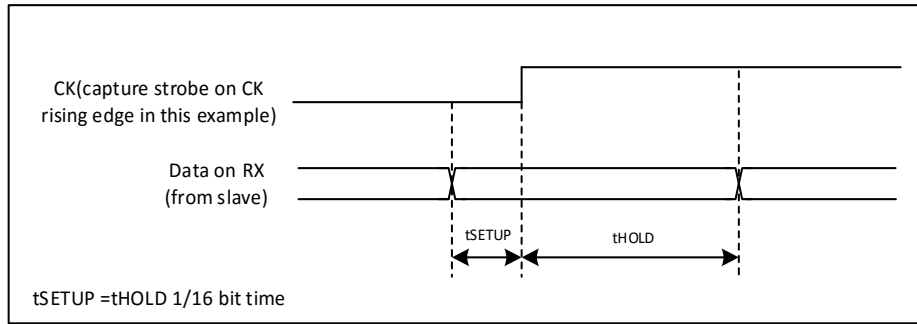 CK(capture strobe on CK
rising edge in this example)
Data on RX
(from slave)
tSETUP
tHOLD
tSETUP =tHOLD 1/16 bit time